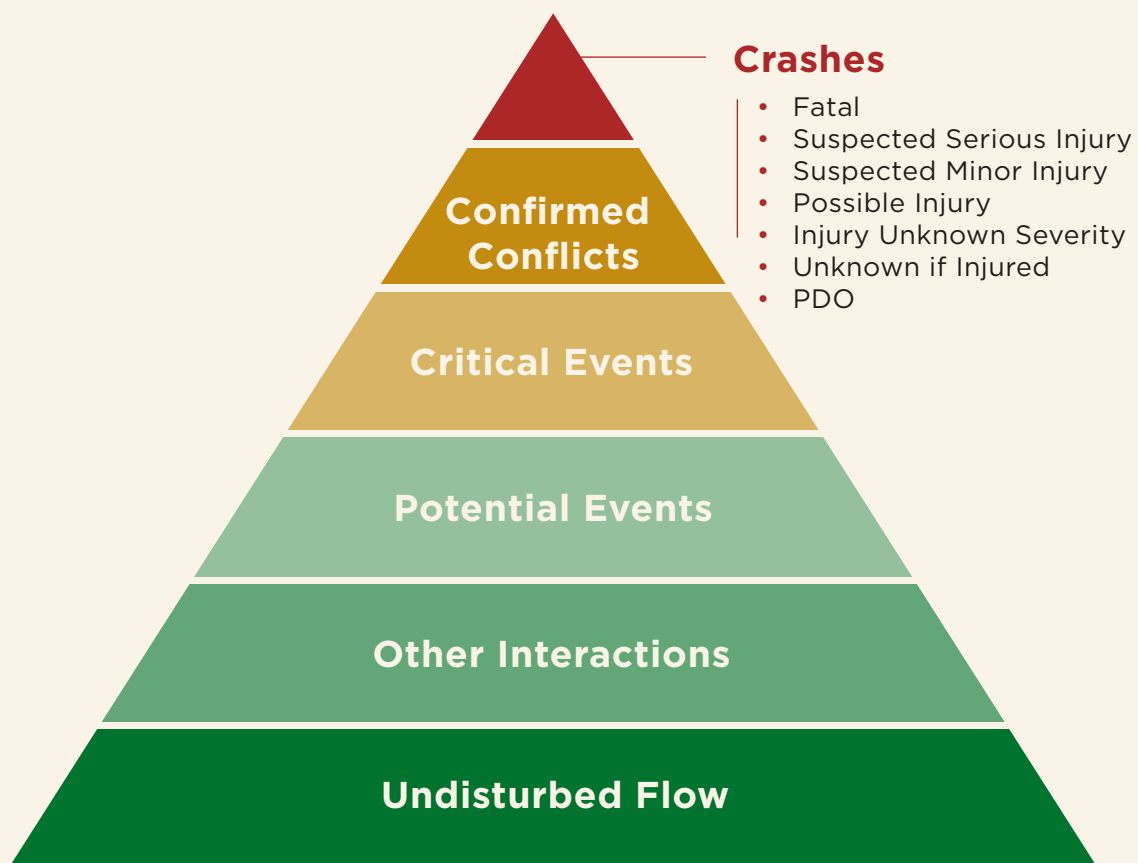 Crashes
• Fatal
• Suspected Serious Injury
• Suspected Minor Injury
• Possible Injury
• Injury Unknown Severity
• Unknown if Injured
• PDO
Confirmed
Conflicts
Critical Events
Potential Events
Other Interactions
Undisturbed Flow